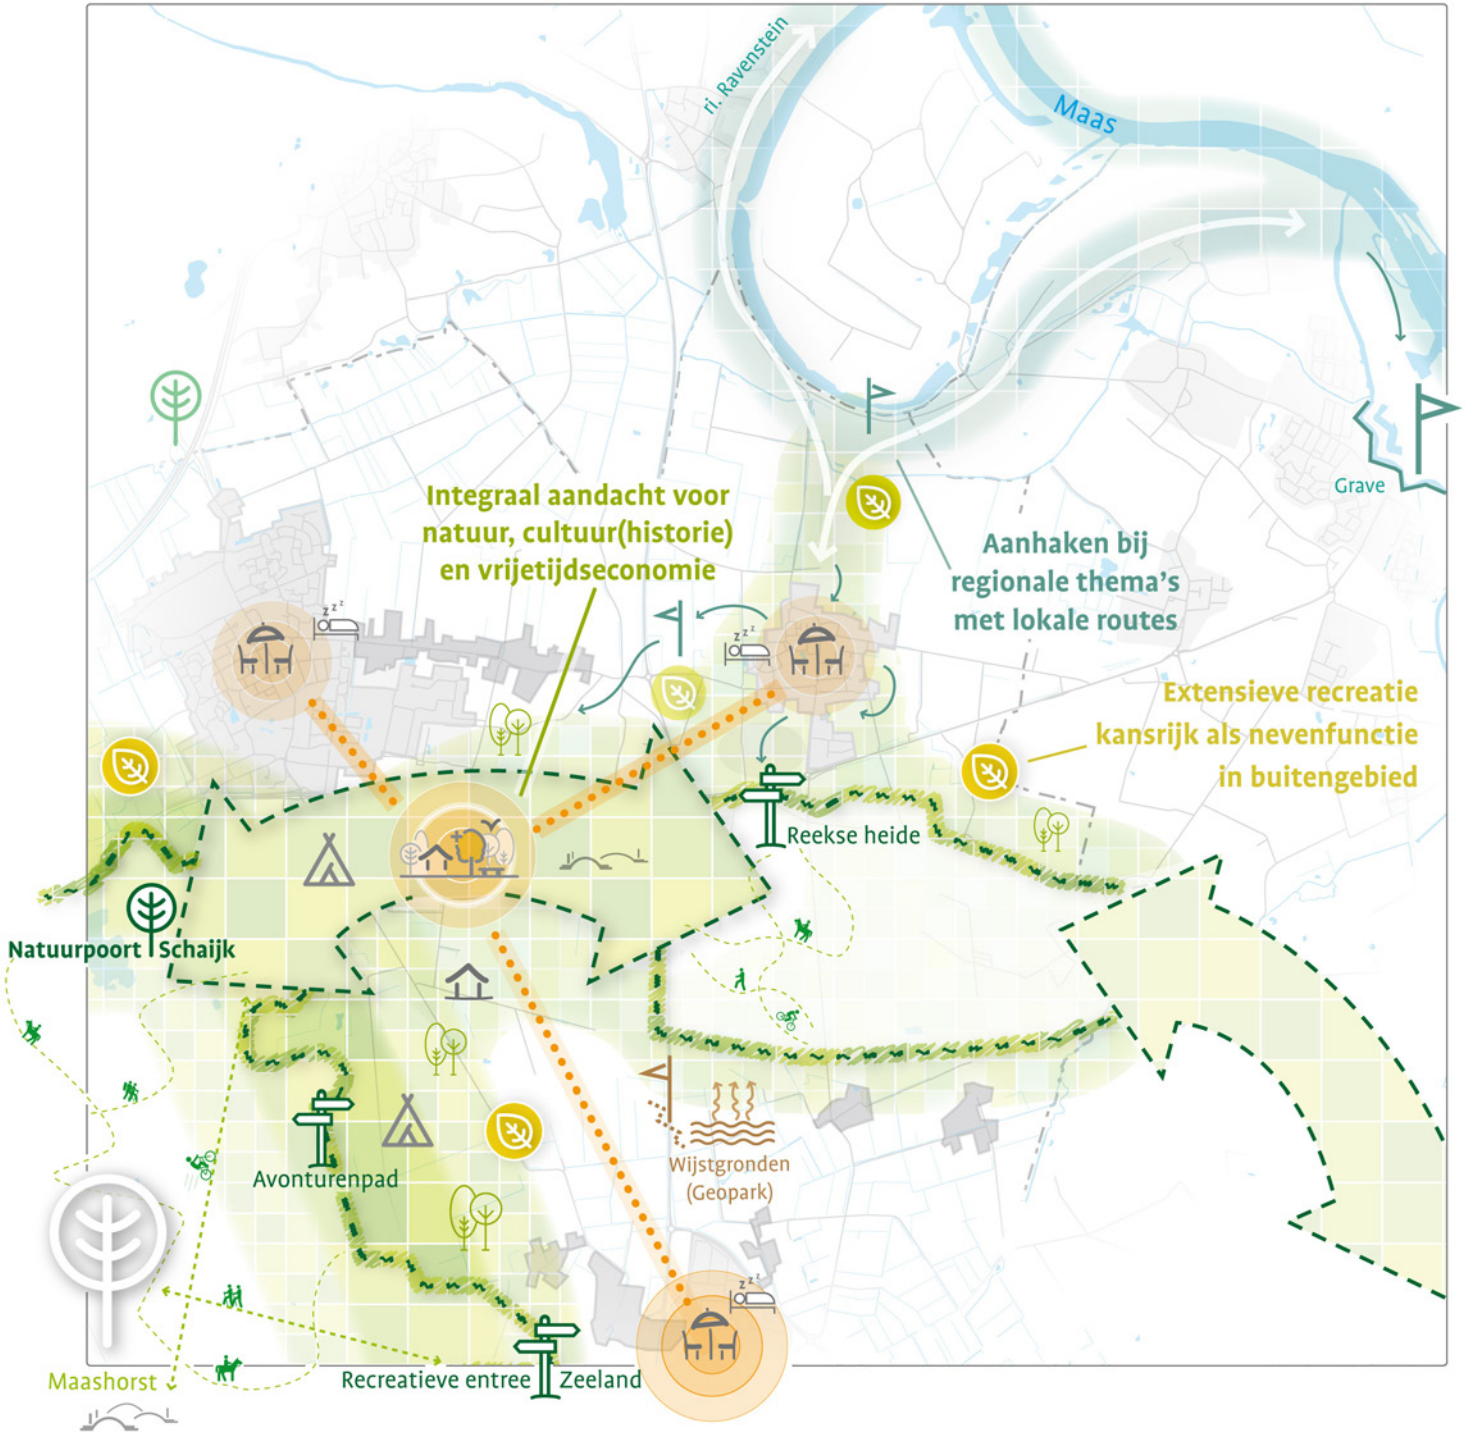 ri. Ravenstein
Maas
Grave
Integraal aandacht voor
natuur, cultuur(historie)
en vrijetijdseconomie
Aanhaken bij
regionale thema's
met lokale routes
z z z
z z z
Extensieve recreatie
kansrijk als nevenfunctie
in buitengebied
Reekse heide
Natuurpoort Schaijk
Wijstgronden
(Geopark)
Avonturenpad
z z z
Maashorst
Recreatieve entree Zeeland